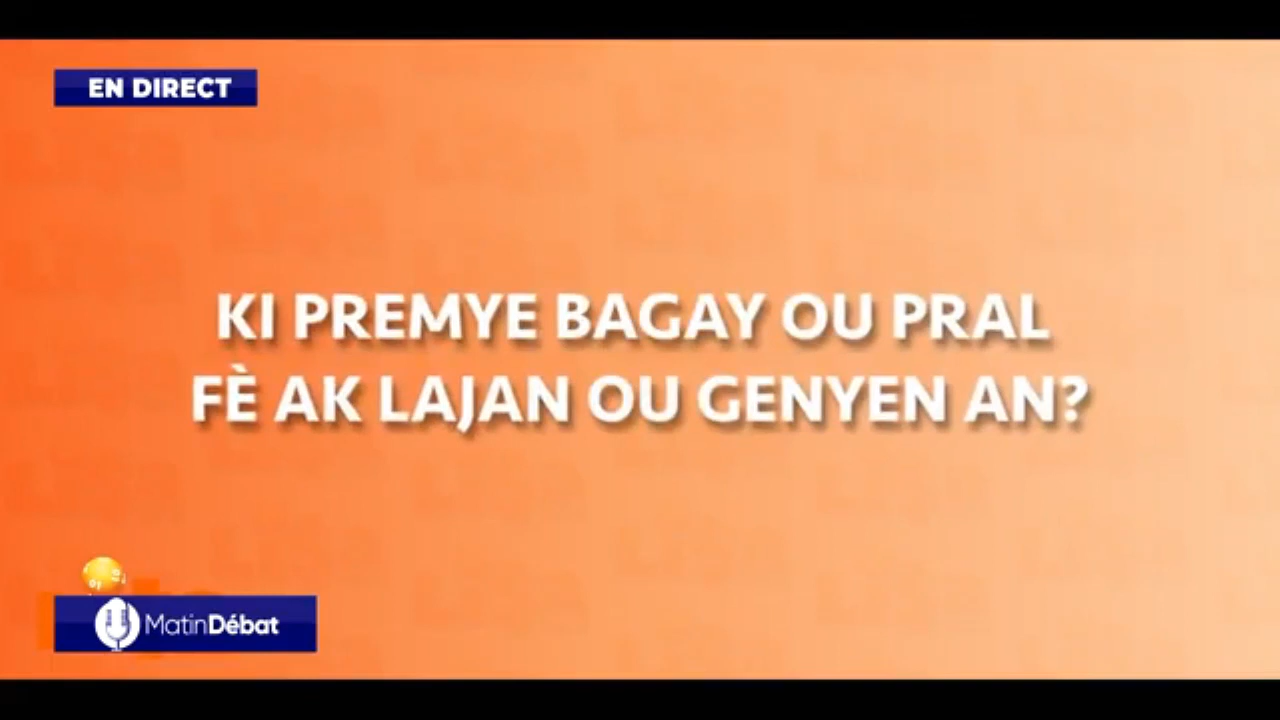 EN DIRECT
KI PREMYE BAGAY OU PRAL
FÈ AK LAJAN OU GENYEN AN?
MatinDébat